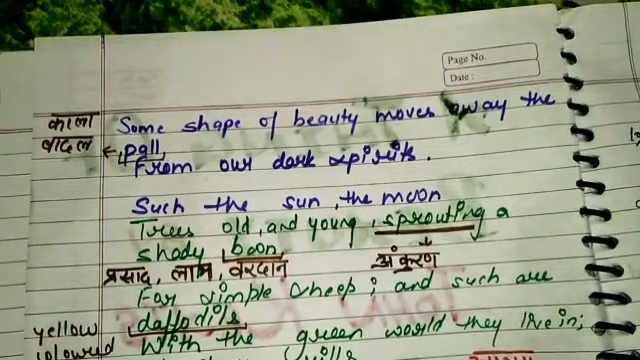 Page No.
Date :
काला
बादल
Some shape of beauty moves away the
pall
From our dark spirits.
Such the sun, the moon
Trees old, and young, sprouting a
shady boon
अंकुरण
प्रसाद, लाभ, वरदान
For simple sheep; and such are
daffodils
yellow
colowred
With the green world they live in;